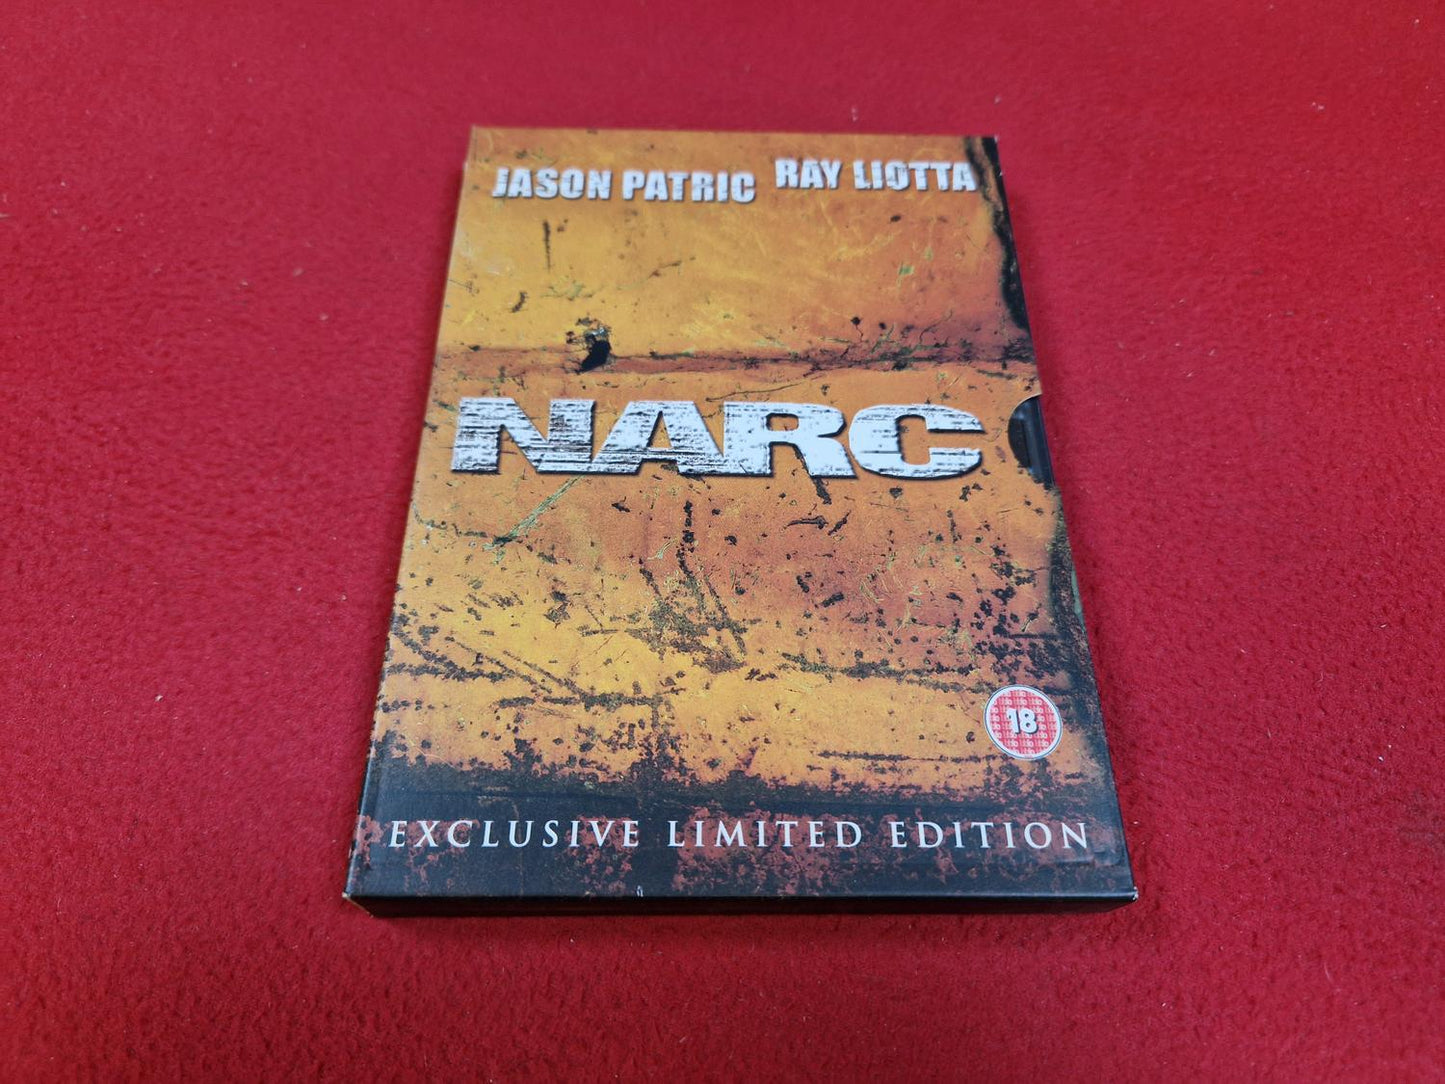 JASON PATRIC RAY LIOTTA
NARC
18
EXCLUSIVE LIMITED EDITION